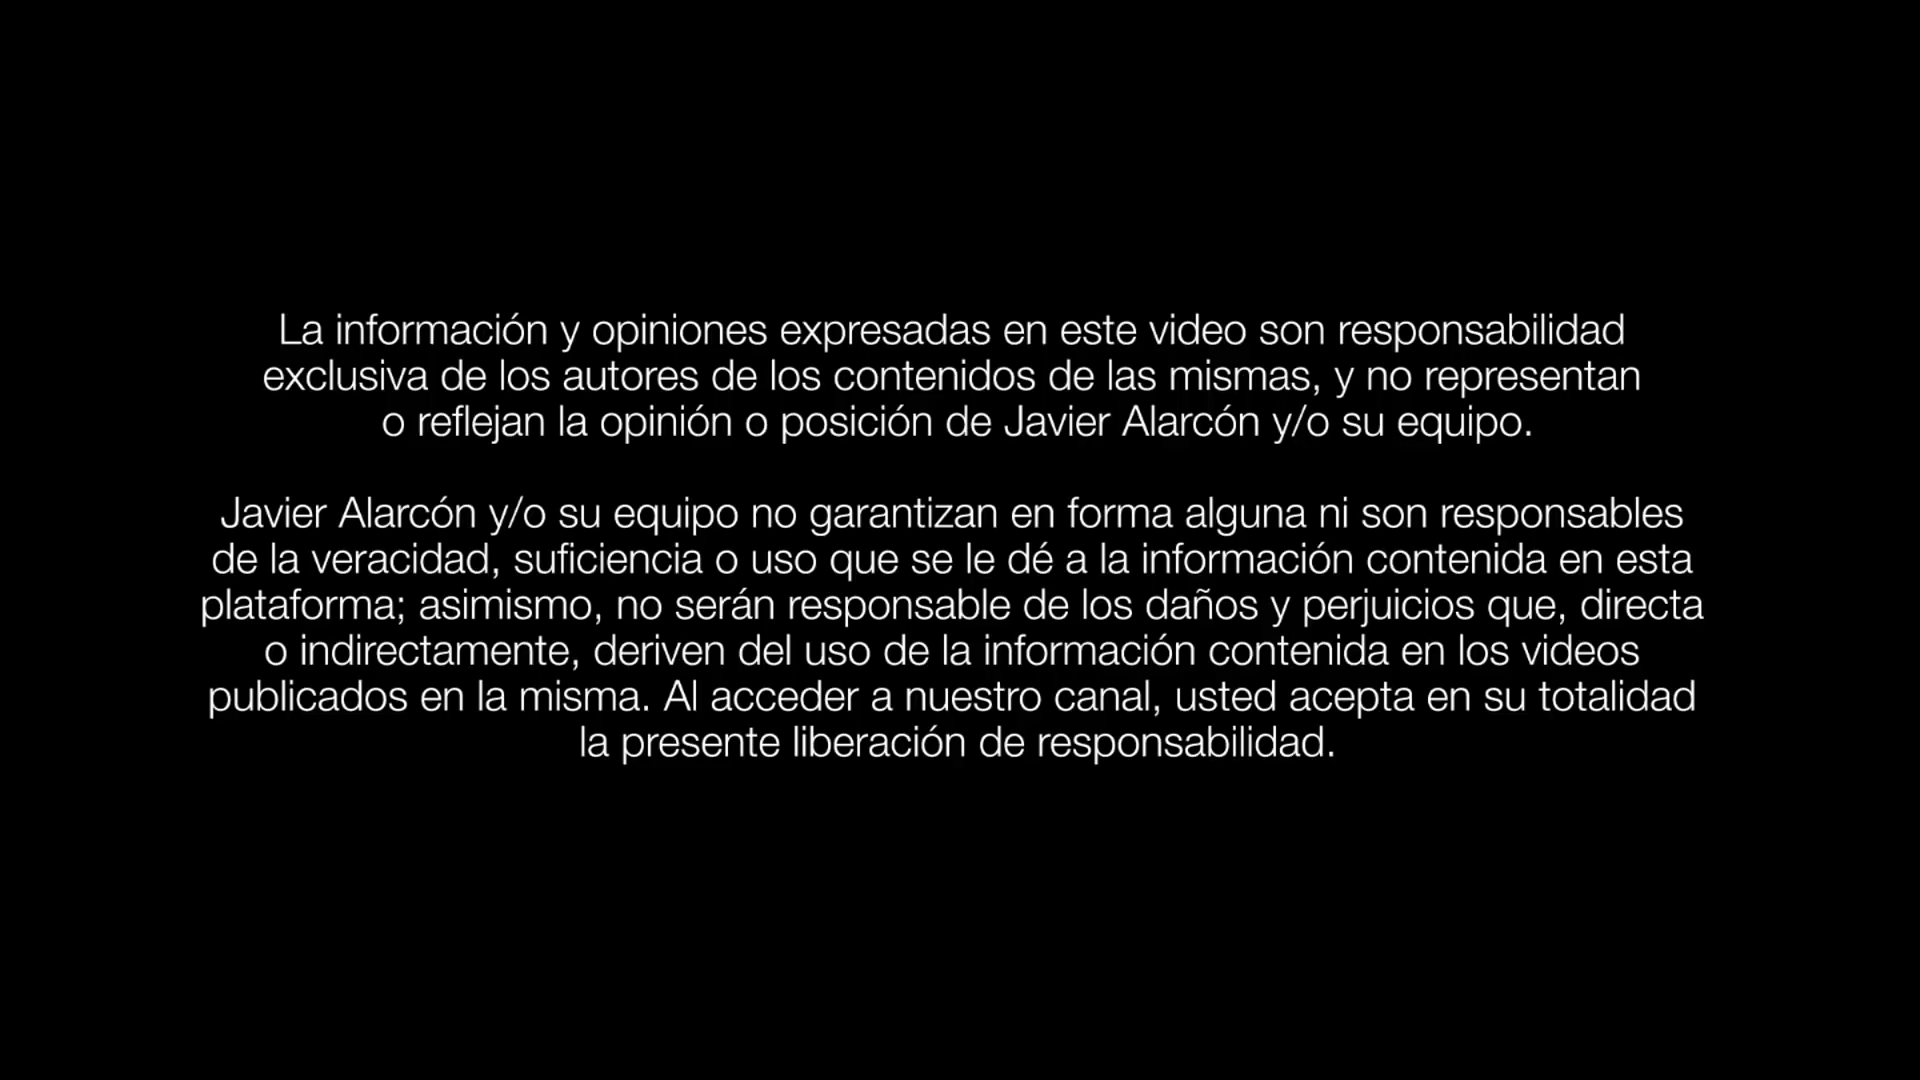 La información y opiniones expresadas en este video son responsabilidad
exclusiva de los autores de los contenidos de las mismas, y no representan
o reflejan la opinión o posición de Javier Alarcón y/o su equipo.
Javier Alarcón y/o su equipo no garantizan en forma alguna ni son responsables
de la veracidad, suficiencia o uso que se le dé a la información contenida en esta
plataforma; asimismo, no serán responsable de los daños y perjuicios que, directa
o indirectamente, deriven del uso de la información contenida en los videos
publicados en la misma. Al acceder a nuestro canal, usted acepta en su totalidad
la presente liberación de responsabilidad.